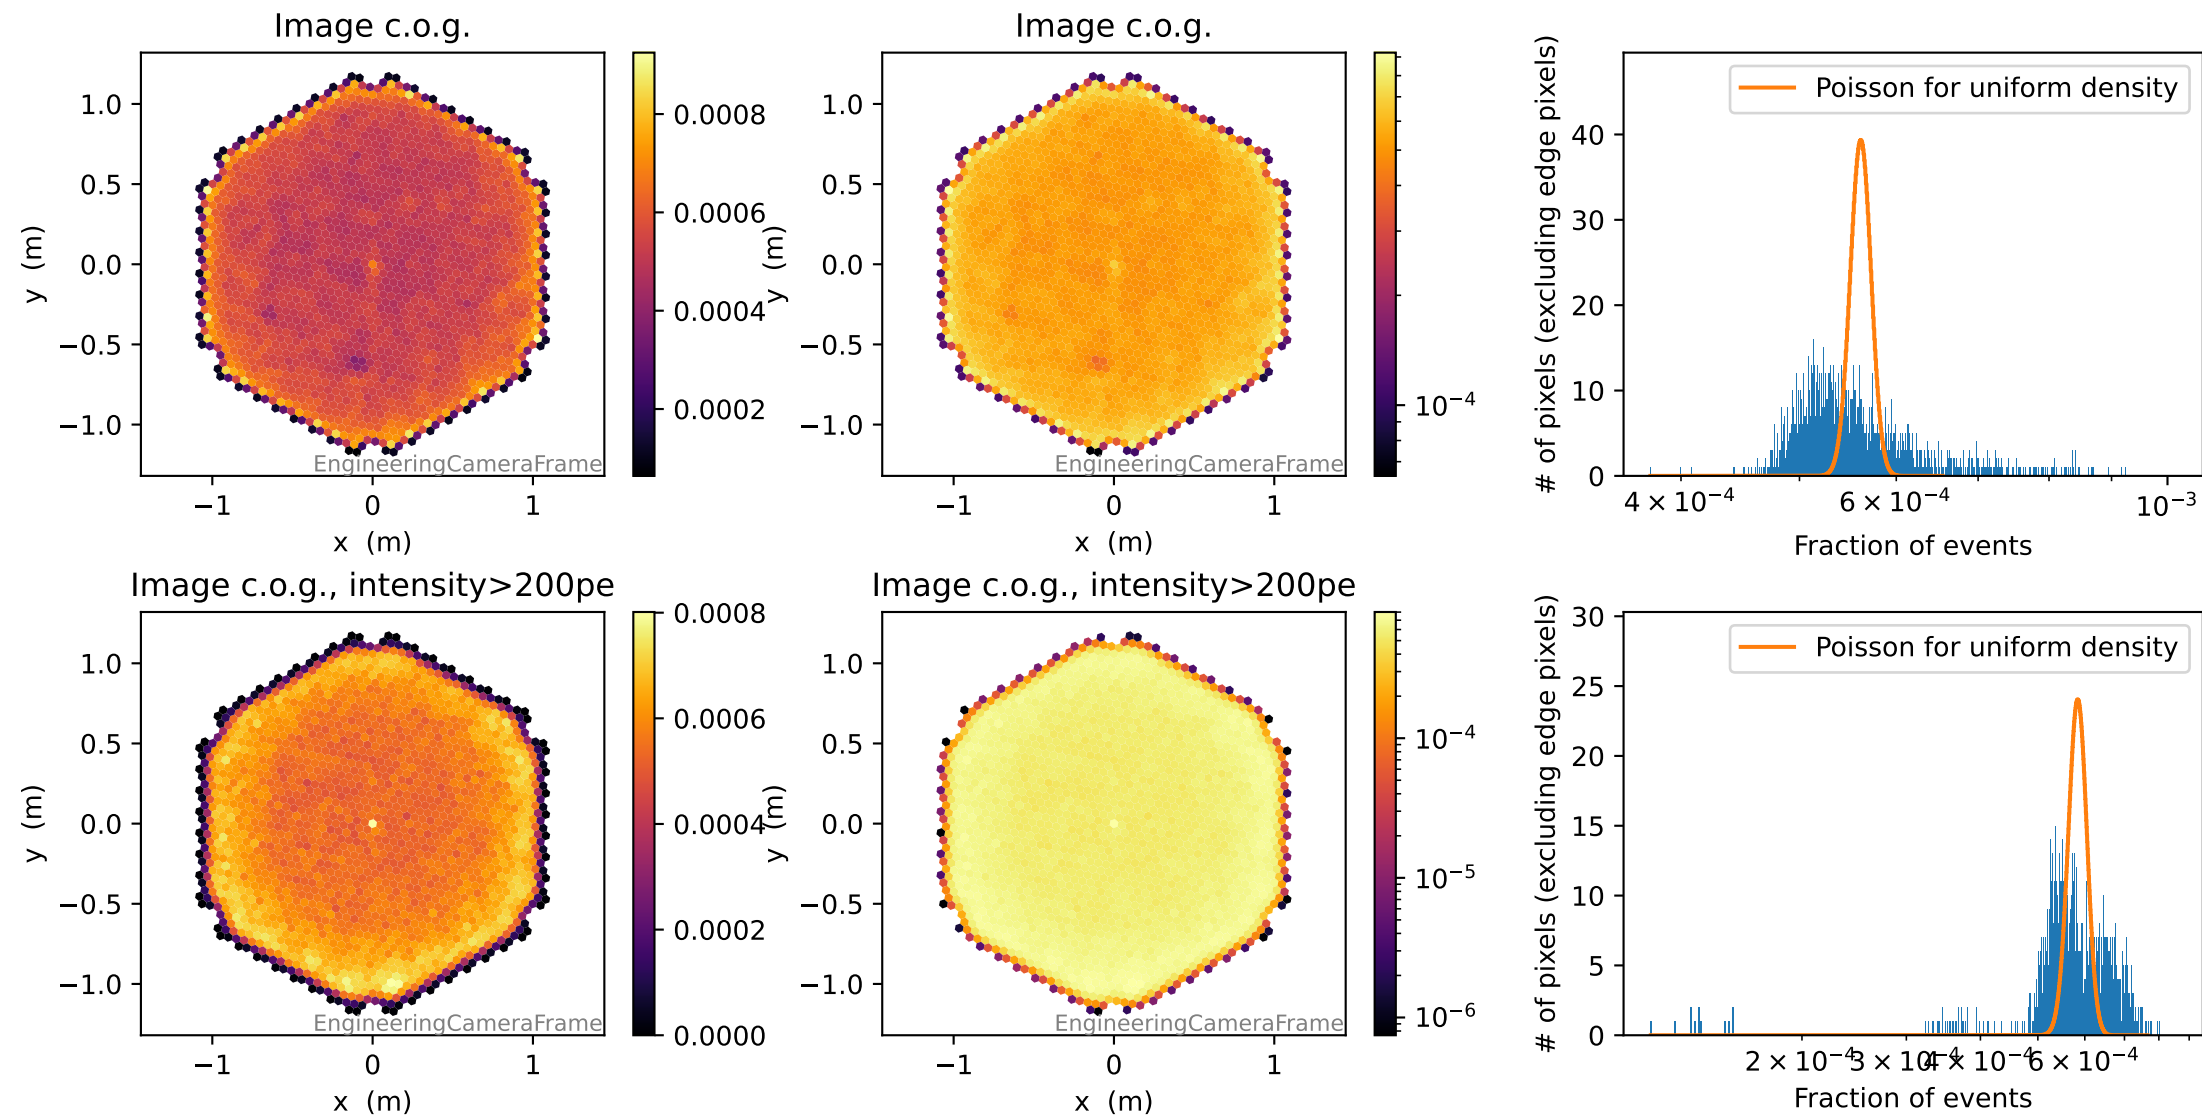 Image c.o.g.
1.0
0.5
0.0
−0.5
−1.0
y (m)
−1 0 1
x (m)
EngineeringCameraFrame
0.0008
0.0006
0.0004
0.0002
Image c.o.g.
1.0
0.5
0.0
−0.5
−1.0
y (m)
−1 0 1
x (m)
EngineeringCameraFrame
10⁻⁴
# of pixels (excluding edge pixels)
40
30
20
10
0
Poisson for uniform density
4 × 10⁻⁴ 6 × 10⁻⁴ 10⁻³
Fraction of events
Image c.o.g., intensity>200pe
1.0
0.5
0.0
−0.5
−1.0
y (m)
−1 0 1
x (m)
EngineeringCameraFrame
0.0008
0.0006
0.0004
0.0002
0.0000
Image c.o.g., intensity>200pe
1.0
0.5
0.0
−0.5
−1.0
y (m)
−1 0 1
x (m)
EngineeringCameraFrame
10⁻⁴
10⁻⁵
10⁻⁶
# of pixels (excluding edge pixels)
30
25
20
15
10
5
0
Poisson for uniform density
2 × 10⁻⁴ 3 × 10⁻⁴ 4 × 10⁻⁴ 6 × 10⁻⁴
Fraction of events